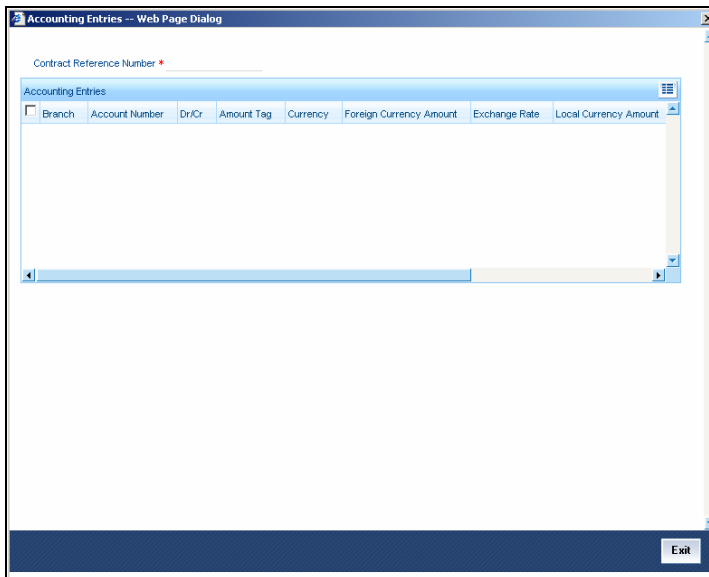 Accounting Entries -- Web Page Dialog
Contract Reference Number *
Accounting Entries
Branch Account Number Dr/Cr Amount Tag Currency Foreign Currency Amount Exchange Rate Local Currency Amount
Exit